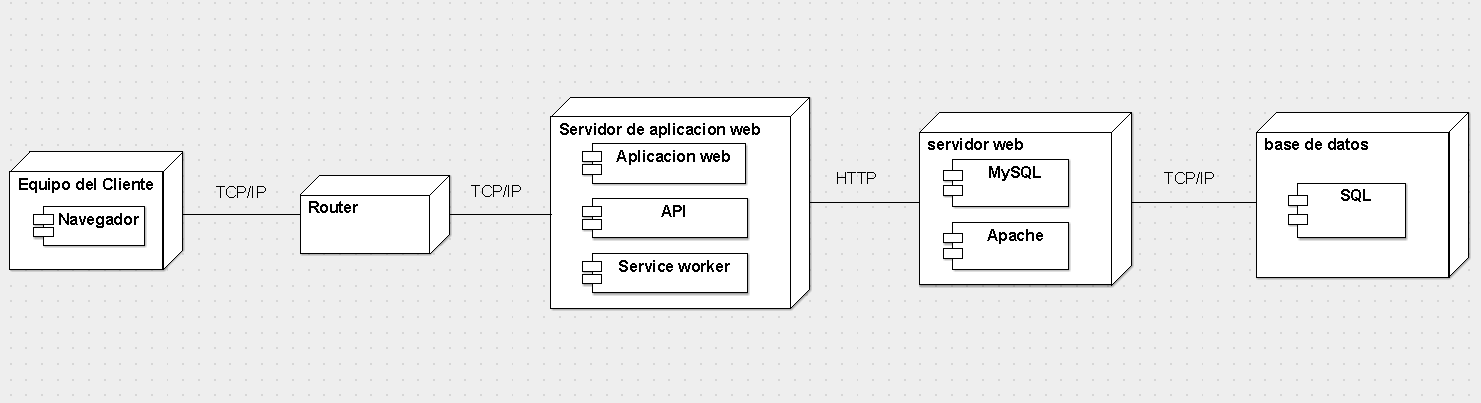 Equipo del Cliente
Navegador
TCP/IP
Router
TCP/IP
Servidor de aplicacion web
Aplicacion web
API
Service worker
HTTP
servidor web
MySQL
Apache
TCP/IP
base de datos
SQL